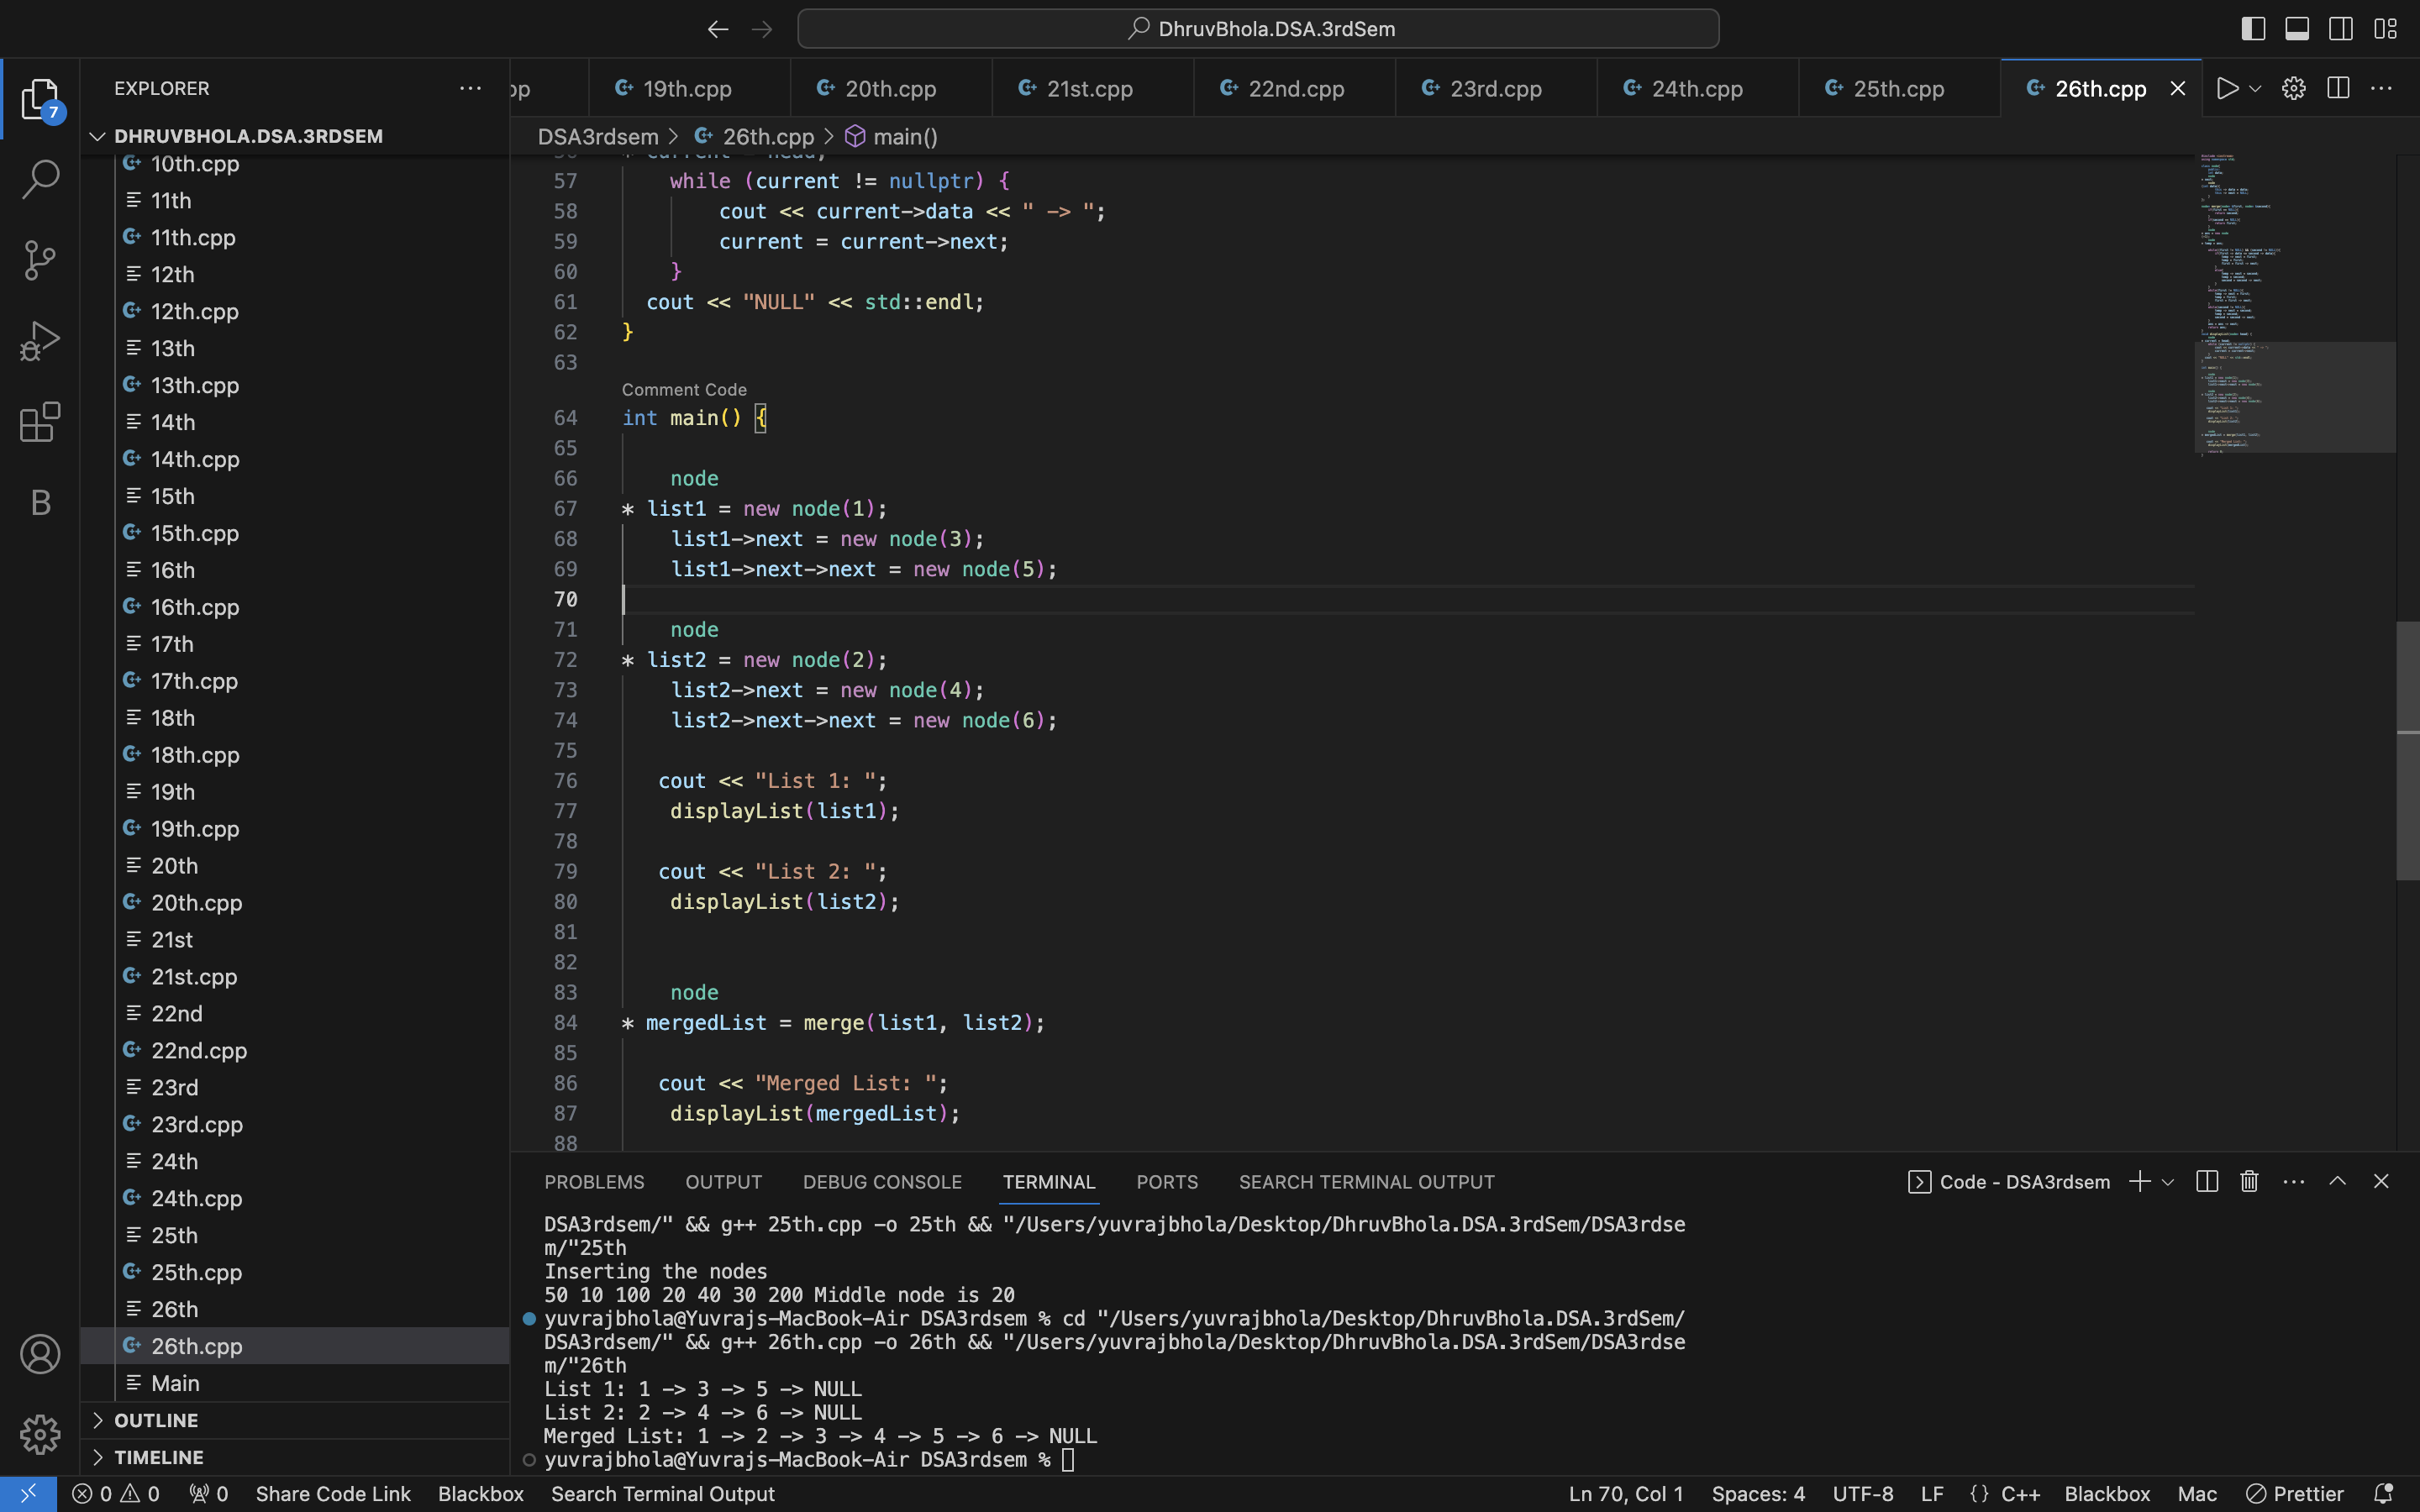 DhruvBhola.DSA.3rdSem
EXPLORER
7
DHRUVBHOLA.DSA.3RDSEM
10th.cpp
11th
11th.cpp
12th
12th.cpp
13th
13th.cpp
14th
14th.cpp
15th
15th.cpp
16th
16th.cpp
17th
17th.cpp
18th
18th.cpp
19th
19th.cpp
20th
20th.cpp
21st
21st.cpp
22nd
22nd.cpp
23rd
23rd.cpp
24th
24th.cpp
25th
25th.cpp
26th
26th.cpp
Main
OUTLINE
TIMELINE
B
pp 19th.cpp 20th.cpp 21st.cpp 22nd.cpp 23rd.cpp 24th.cpp 25th.cpp 26th.cpp
DSA3rdsem > 26th.cpp > main()
57 while (current != nullptr) {
58 cout << current->data << " -> ";
59 current = current->next;
60 }
61 cout << "NULL" << std::endl;
62 }
63
Comment Code
64 int main() {
65
66 node
67 * list1 = new node(1);
68 list1->next = new node(3);
69 list1->next->next = new node(5);
70
71 node
72 * list2 = new node(2);
73 list2->next = new node(4);
74 list2->next->next = new node(6);
75
76 cout << "List 1: ";
77 displayList(list1);
78
79 cout << "List 2: ";
80 displayList(list2);
81
82
83 node
84 * mergedList = merge(list1, list2);
85
86 cout << "Merged List: ";
87 displayList(mergedList);
88
PROBLEMS OUTPUT DEBUG CONSOLE TERMINAL PORTS SEARCH TERMINAL OUTPUT Code - DSA3rdsem
DSA3rdsem/" && g++ 25th.cpp -o 25th && "/Users/yuvrajbhola/Desktop/DhruvBhola.DSA.3rdSem/DSA3rdse
m/"25th
Inserting the nodes
50 10 100 20 40 30 200 Middle node is 20
yuvrajbhola@Yuvrajs-MacBook-Air DSA3rdsem % cd "/Users/yuvrajbhola/Desktop/DhruvBhola.DSA.3rdSem/
DSA3rdsem/" && g++ 26th.cpp -o 26th && "/Users/yuvrajbhola/Desktop/DhruvBhola.DSA.3rdSem/DSA3rdse
m/"26th
List 1: 1 -> 3 -> 5 -> NULL
List 2: 2 -> 4 -> 6 -> NULL
Merged List: 1 -> 2 -> 3 -> 4 -> 5 -> 6 -> NULL
yuvrajbhola@Yuvrajs-MacBook-Air DSA3rdsem %
0 0 0 Share Code Link Blackbox Search Terminal Output Ln 70, Col 1 Spaces: 4 UTF-8 LF {} C++ Blackbox Mac Prettier